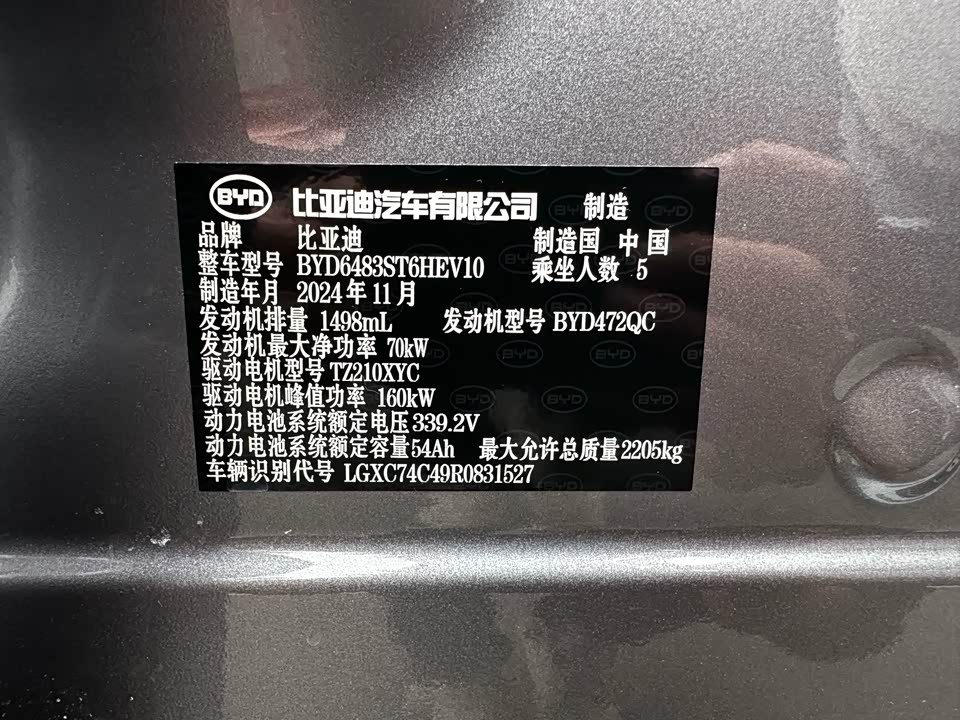 BYD 比亚迪汽车有限公司 制造
品牌 比亚迪 制造国 中国
整车型号 BYD6483ST6HEV10 乘坐人数 5
制造年月 2024年11月
发动机排量 1498mL 发动机型号 BYD472QC
发动机最大净功率 70kW
驱动电机型号 TZ210XYC
驱动电机峰值功率 160kW
动力电池系统额定电压 339.2V
动力电池系统额定容量 54Ah 最大允许总质量 2205kg
车辆识别代号 LGXC74C49R0831527